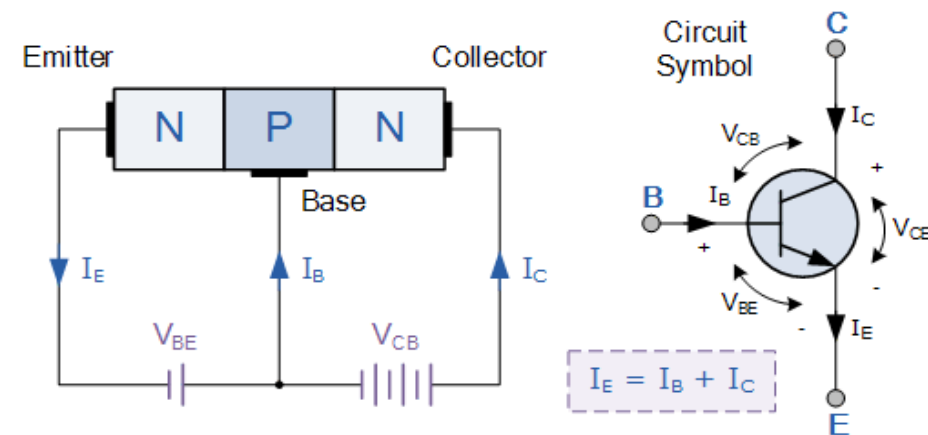 Emitter
Collector
N P N
Base
I_E
I_B
I_C
V_BE
V_CB
Circuit
Symbol
C
I_C
V_CB
+
B
I_B
+
V_CE
V_BE
-
-
I_E
E
I_E = I_B + I_C